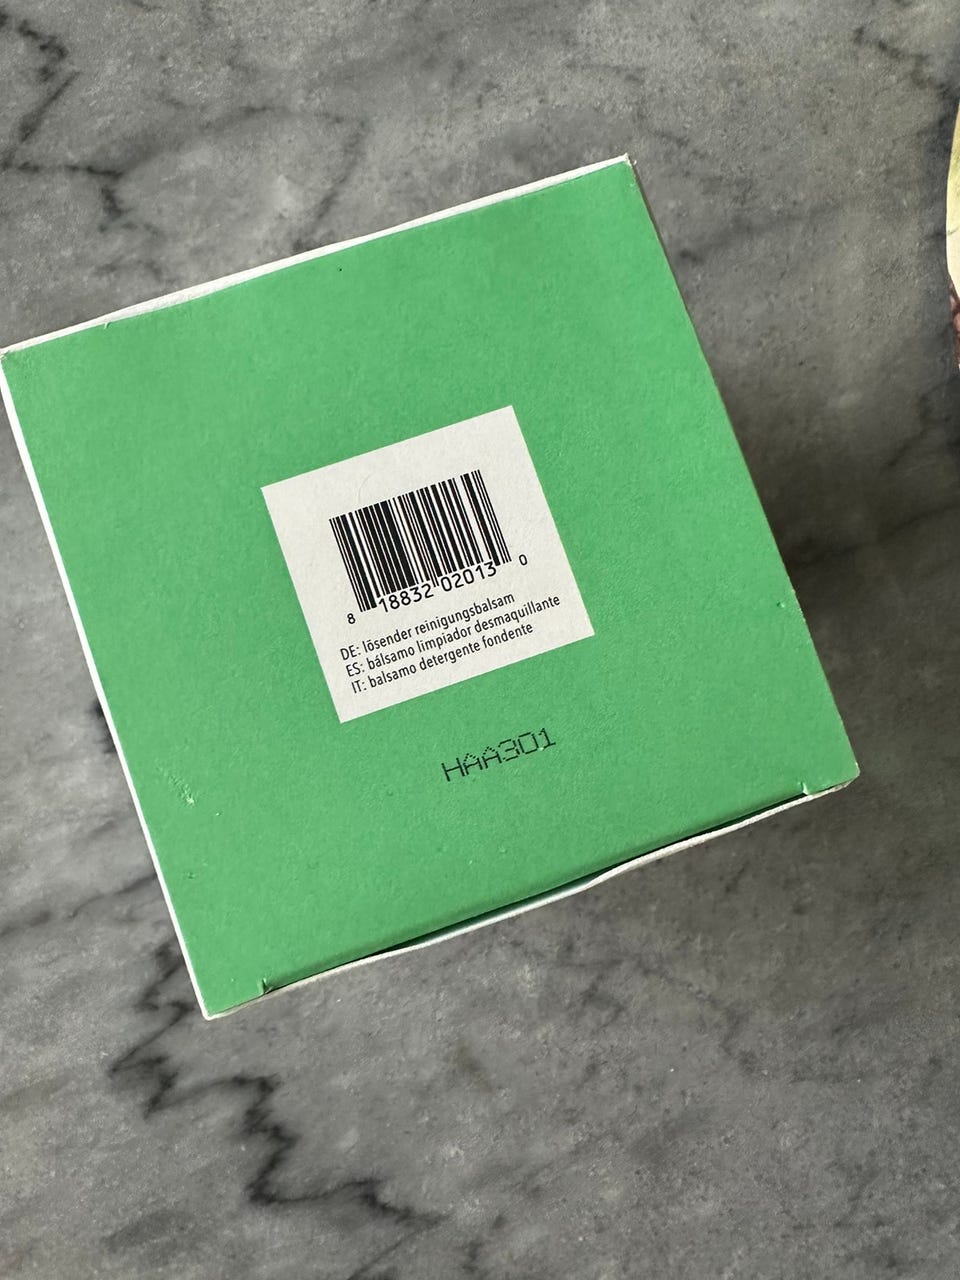 8 18832 02013 0
DE: lösender reinigungsbalsam
ES: bálsamo limpiador desmaquillante
IT: balsamo detergente fondente
HAA301